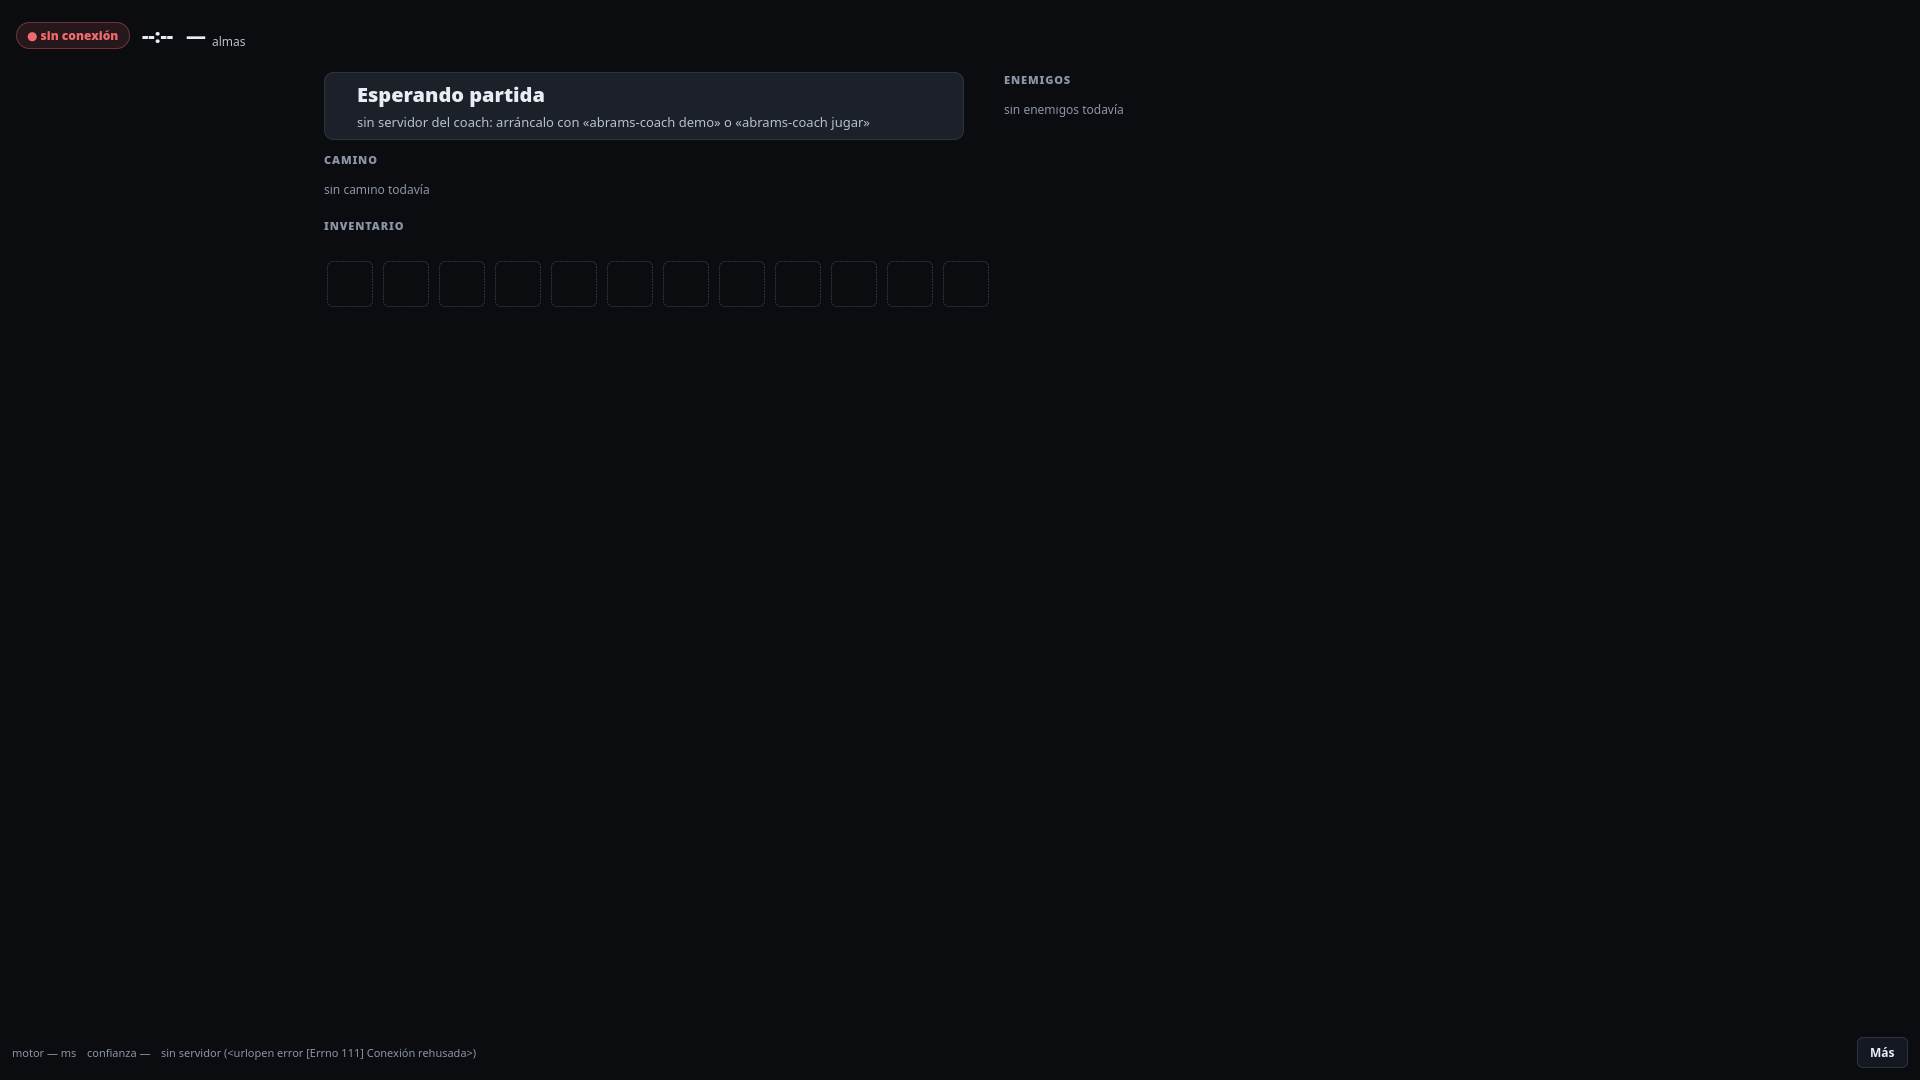 ● sin conexión --:-- — almas
Esperando partida
sin servidor del coach: arráncalo con «abrams-coach demo» o «abrams-coach jugar»
CAMINO
sin camino todavía
INVENTARIO
ENEMIGOS
sin enemigos todavía
motor — ms confianza — sin servidor (<urlopen error [Errno 111] Conexión rehusada>)
Más